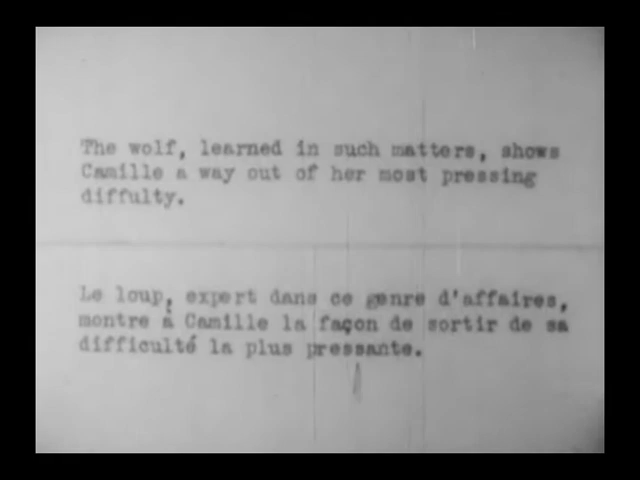 The wolf, learned in such matters, shows
Camille a way out of her most pressing
diffulty.
Le loup, expert dans ce genre d'affaires,
montre à Camille la façon de sortir de sa
difficulté la plus pressante.